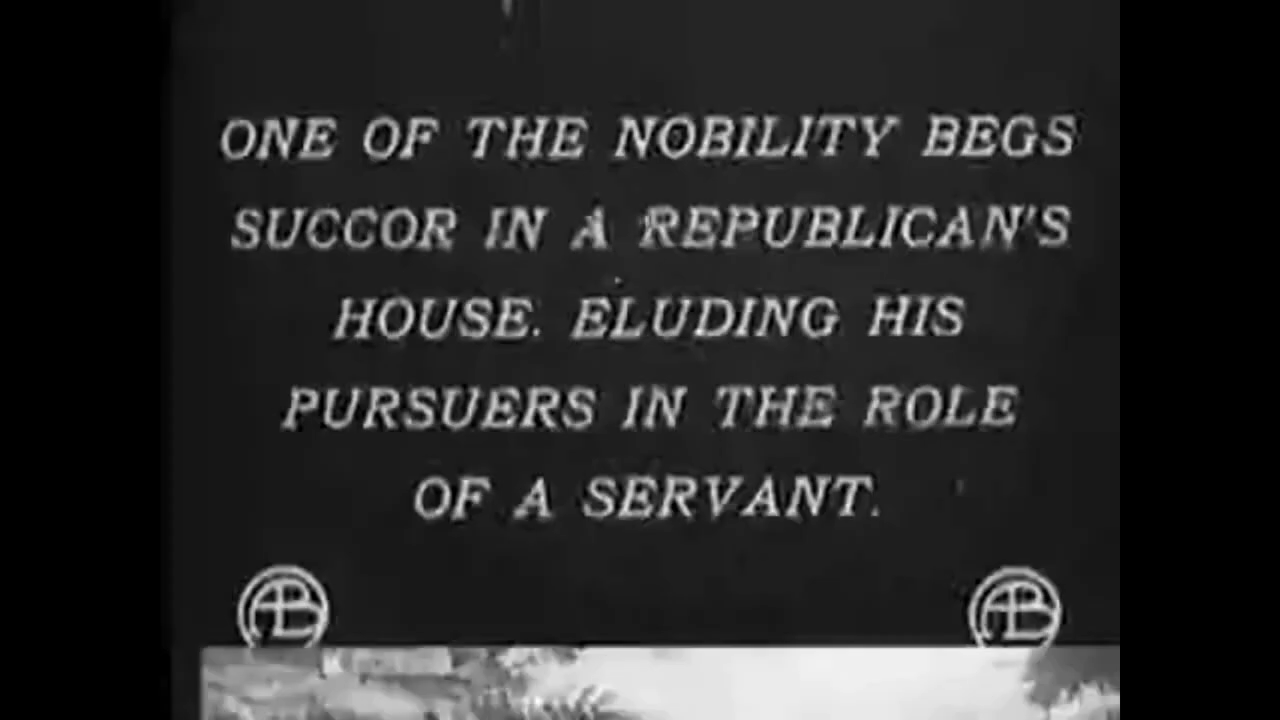 ONE OF THE NOBILITY BEGS
SUCCOR IN A REPUBLICAN'S
HOUSE. ELUDING HIS
PURSUERS IN THE ROLE
OF A SERVANT.
AB AB